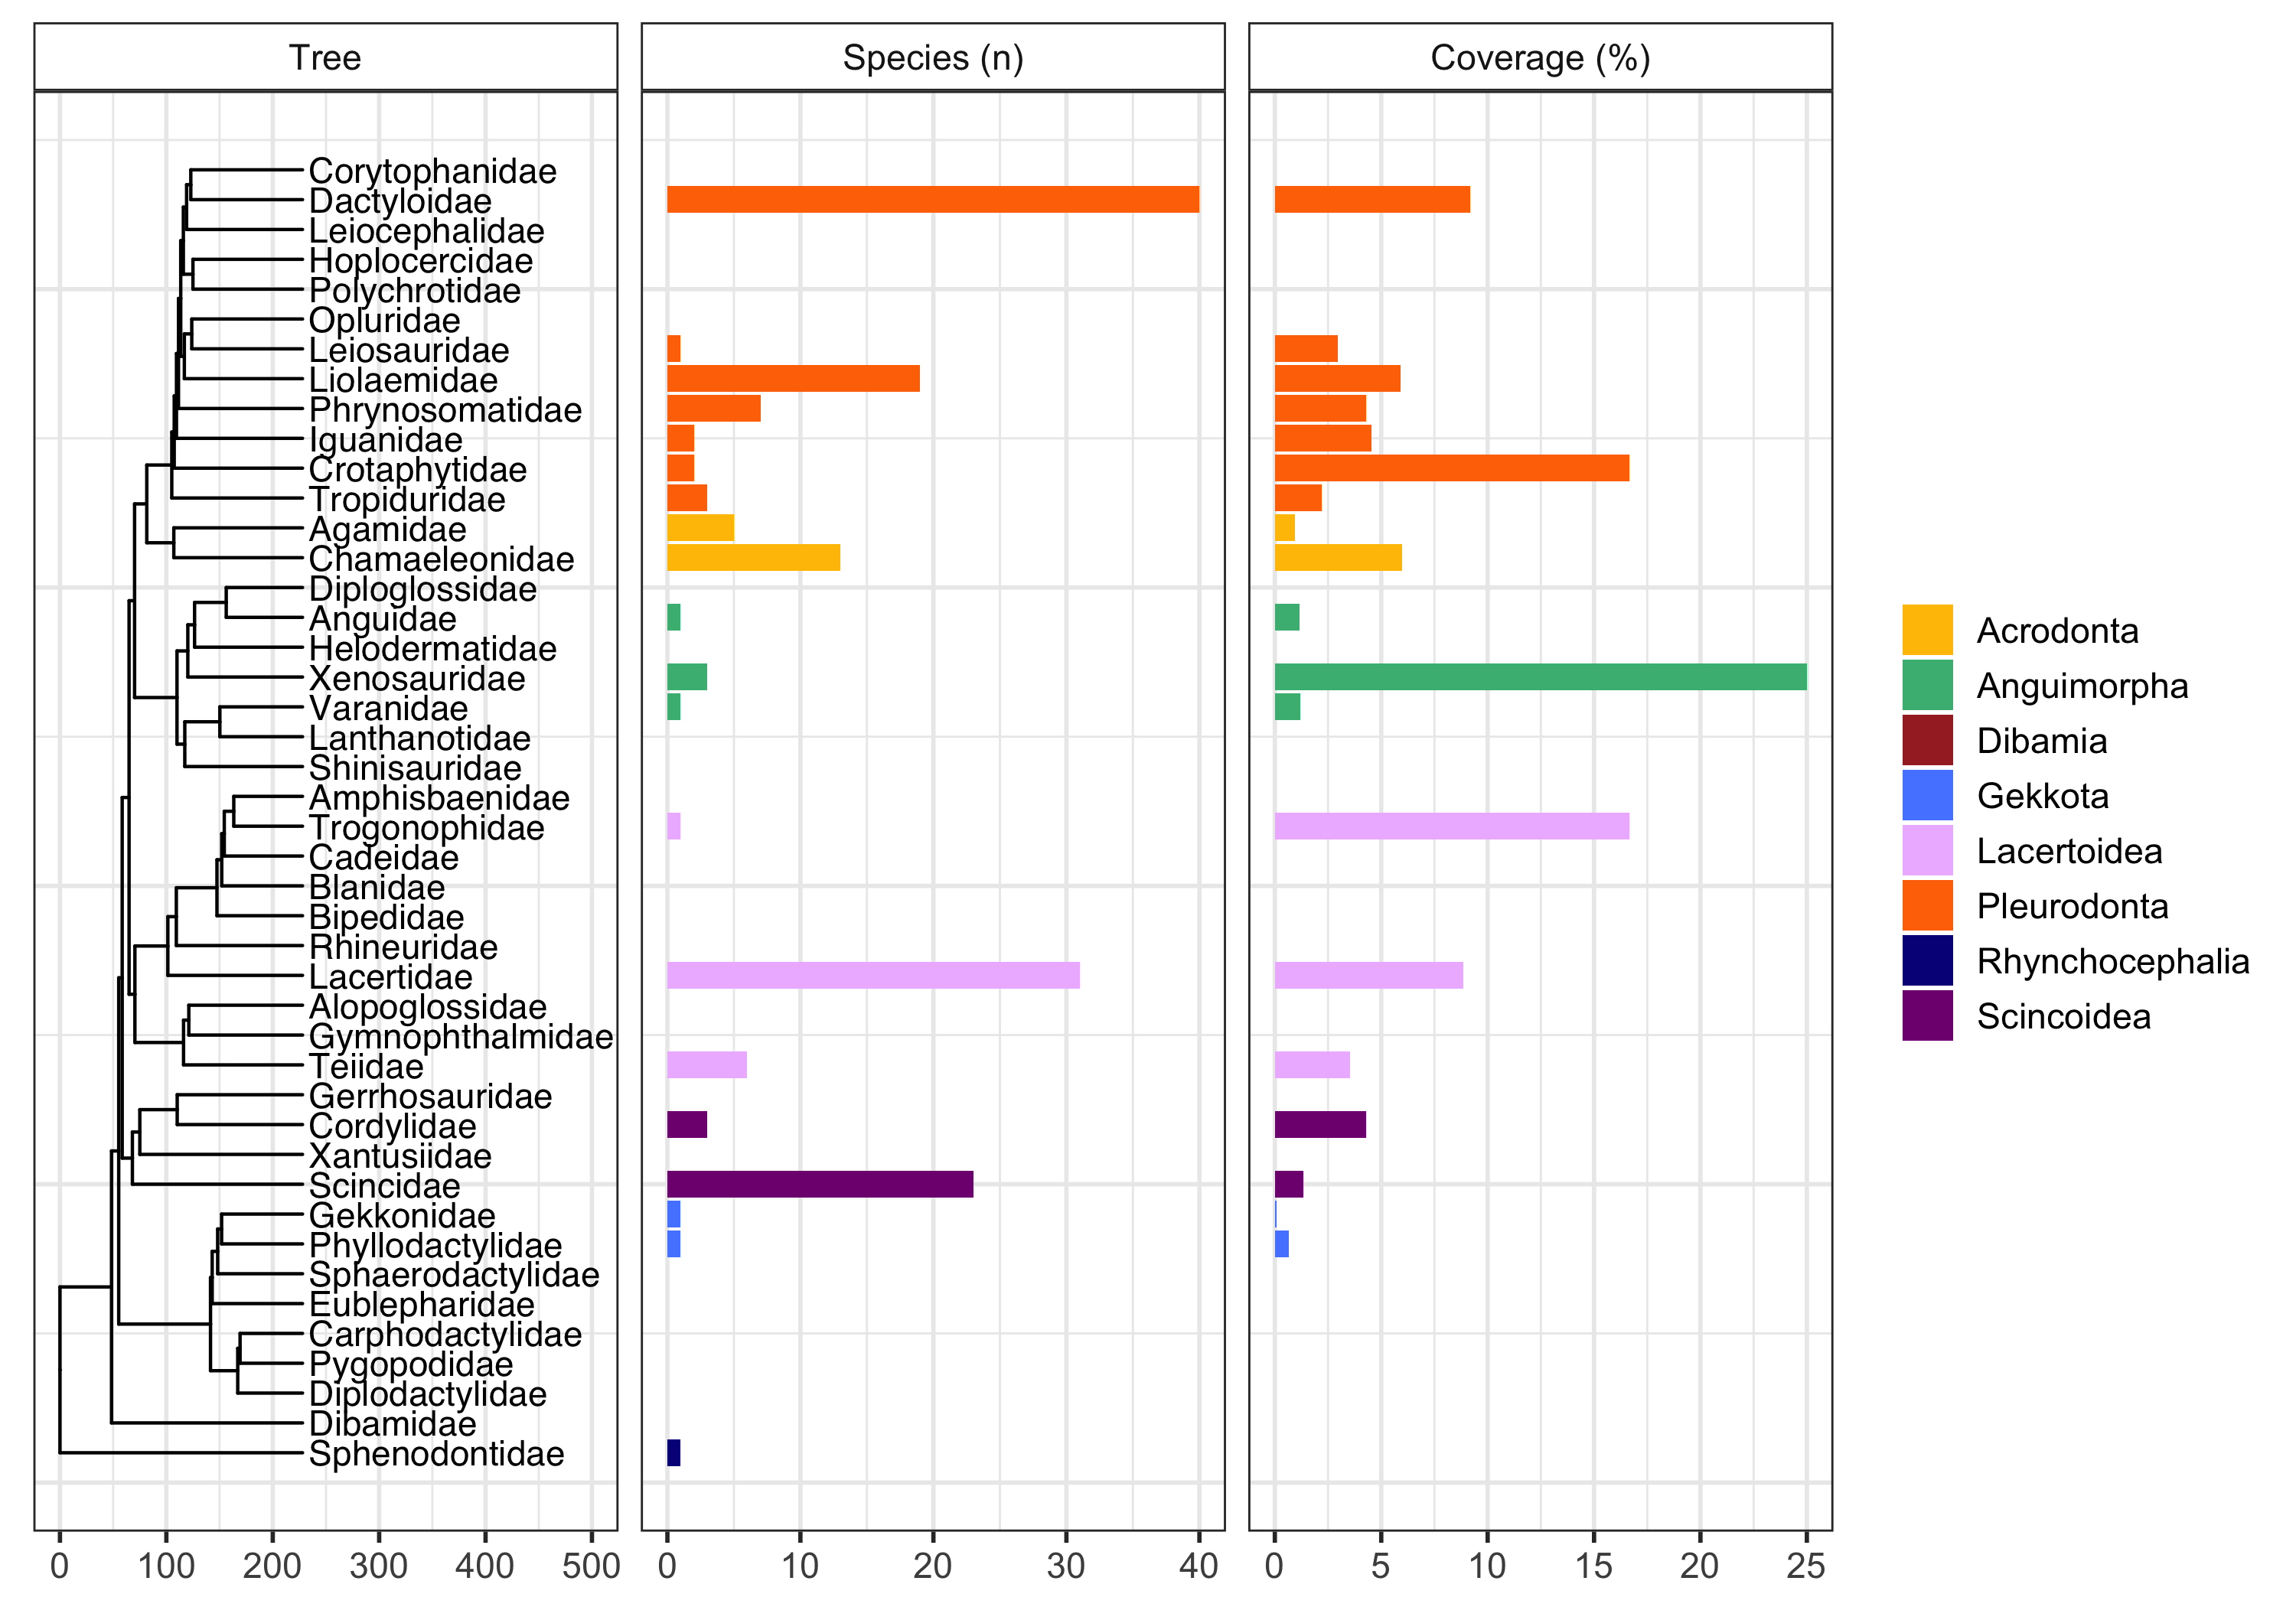 Tree
Species (n)
Coverage (%)
Corytophanidae
Dactyloidae
Leiocephalidae
Hoplocercidae
Polychrotidae
Opluridae
Leiosauridae
Liolaemidae
Phrynosomatidae
Iguanidae
Crotaphytidae
Tropiduridae
Agamidae
Chamaeleonidae
Diploglossidae
Anguidae
Helodermatidae
Xenosauridae
Varanidae
Lanthanotidae
Shinisauridae
Amphisbaenidae
Trogonophidae
Cadeidae
Blanidae
Bipedidae
Rhineuridae
Lacertidae
Alopoglossidae
Gymnophthalmidae
Teiidae
Gerrhosauridae
Cordylidae
Xantusiidae
Scincidae
Gekkonidae
Phyllodactylidae
Sphaerodactylidae
Eublepharidae
Carphodactylidae
Pygopodidae
Diplodactylidae
Dibamidae
Sphenodontidae
0 100 200 300 400 500
0 10 20 30 40
0 5 10 15 20 25
Acrodonta
Anguimorpha
Dibamia
Gekkota
Lacertoidea
Pleurodonta
Rhynchocephalia
Scincoidea